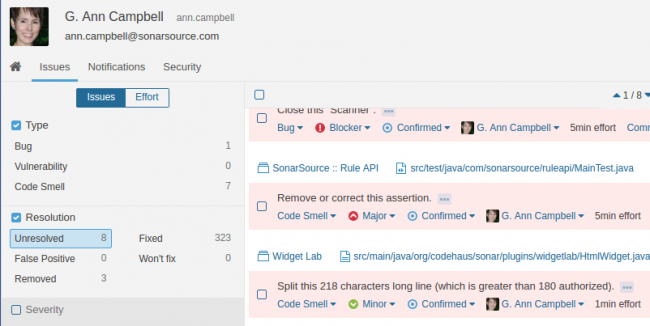 G. Ann Campbell ann.campbell
ann.campbell@sonarsource.com
Issues Notifications Security
Issues Effort
Type
Bug 1
Vulnerability 0
Code Smell 7
Resolution
Unresolved 8 Fixed 323
False Positive 0 Won't fix 0
Removed 3
Severity
1 / 8
Close this "Scanner".
Bug Blocker Confirmed G. Ann Campbell 5min effort Comm
SonarSource :: Rule API src/test/java/com/sonarsource/ruleapi/MainTest.java
Remove or correct this assertion.
Code Smell Major Confirmed G. Ann Campbell 5min effort
Widget Lab src/main/java/org/codehaus/sonar/plugins/widgetlab/HtmlWidget.java
Split this 218 characters long line (which is greater than 180 authorized).
Code Smell Minor Confirmed G. Ann Campbell 1min effort